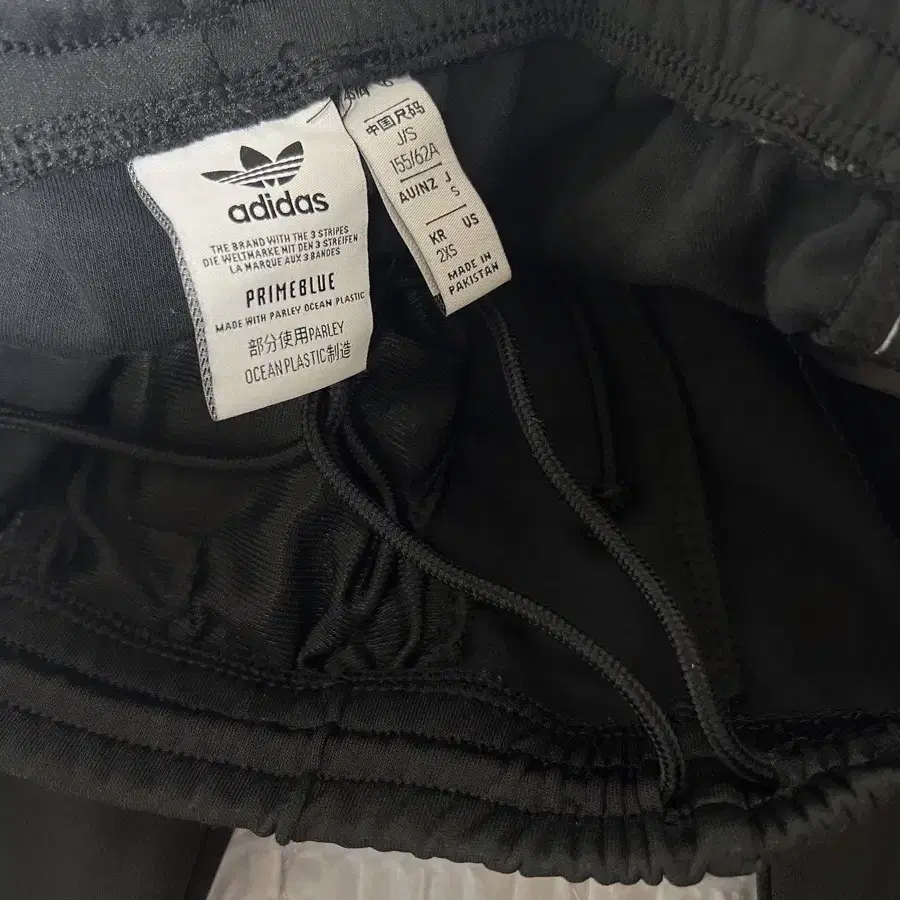 adidas
THE BRAND WITH THE 3 STRIPES
DIE WELTMARKE MIT DEN 3 STREIFEN
LA MARQUE AUX 3 BANDES
PRIMEBLUE
MADE WITH PARLEY OCEAN PLASTIC
部分使用PARLEY
OCEAN PLASTIC制造
中国尺码
J/S
155/62A
AUINZ J
S
KR US
2XS
MADE IN
PAKISTAN